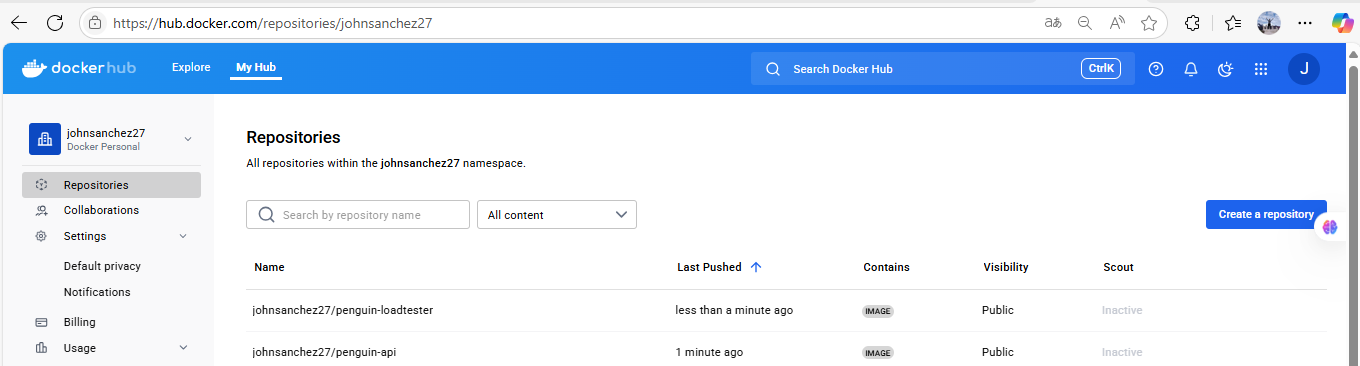 https://hub.docker.com/repositories/johnsanchez27
docker hub
Explore
My Hub
Search Docker Hub
CtrlK
J
johnsanchez27
Docker Personal
Repositories
Collaborations
Settings
Default privacy
Notifications
Billing
Usage
Repositories
All repositories within the johnsanchez27 namespace.
Search by repository name
All content
Create a repository
Name Last Pushed Contains Visibility Scout
johnsanchez27/penguin-loadtester less than a minute ago IMAGE Public Inactive
johnsanchez27/penguin-api 1 minute ago IMAGE Public Inactive